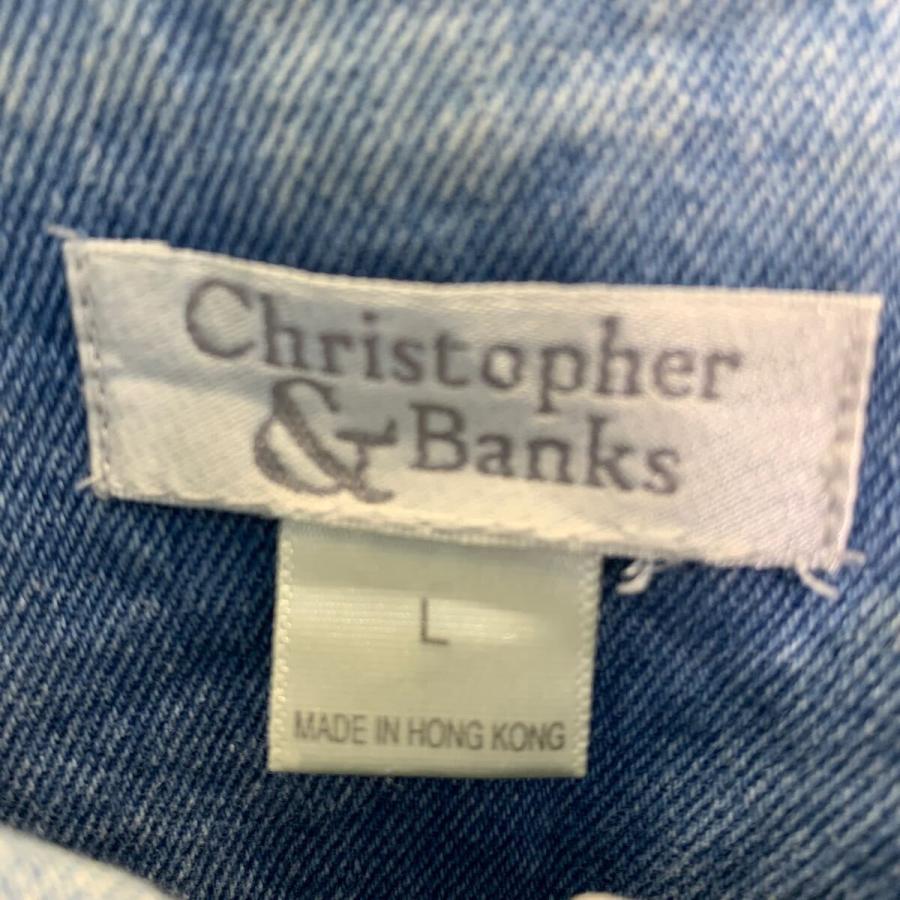 Christopher
& Banks
L
MADE IN HONG KONG